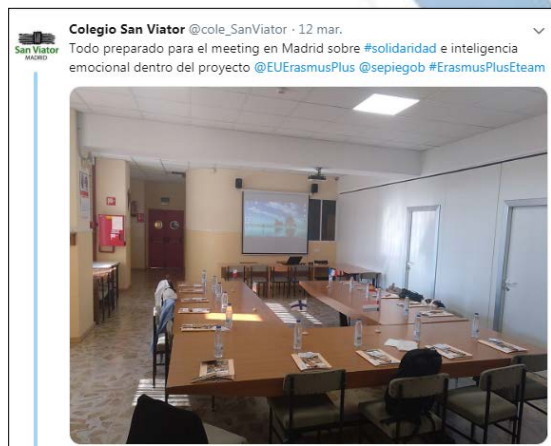 Colegio San Viator @cole_SanViator · 12 mar.
San Viator
MADRID
Todo preparado para el meeting en Madrid sobre #solidaridad e inteligencia
emocional dentro del proyecto @EUErasmusPlus @sepiegob #ErasmusPlusEteam